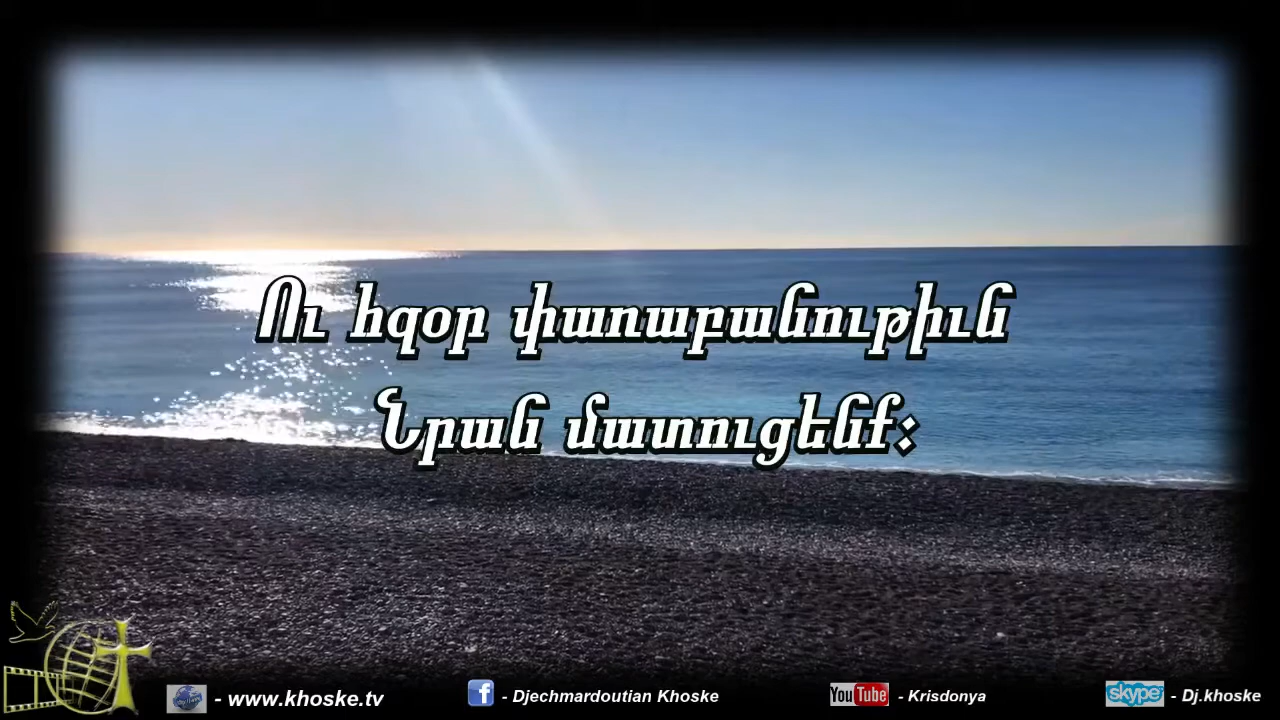 Ու հզօր փառաբանութիւն
Նրան մատուցենք:
- www.khoske.tv
f - Djechmardoutian Khoske
YouTube - Krisdonya
skype - Dj.khoske